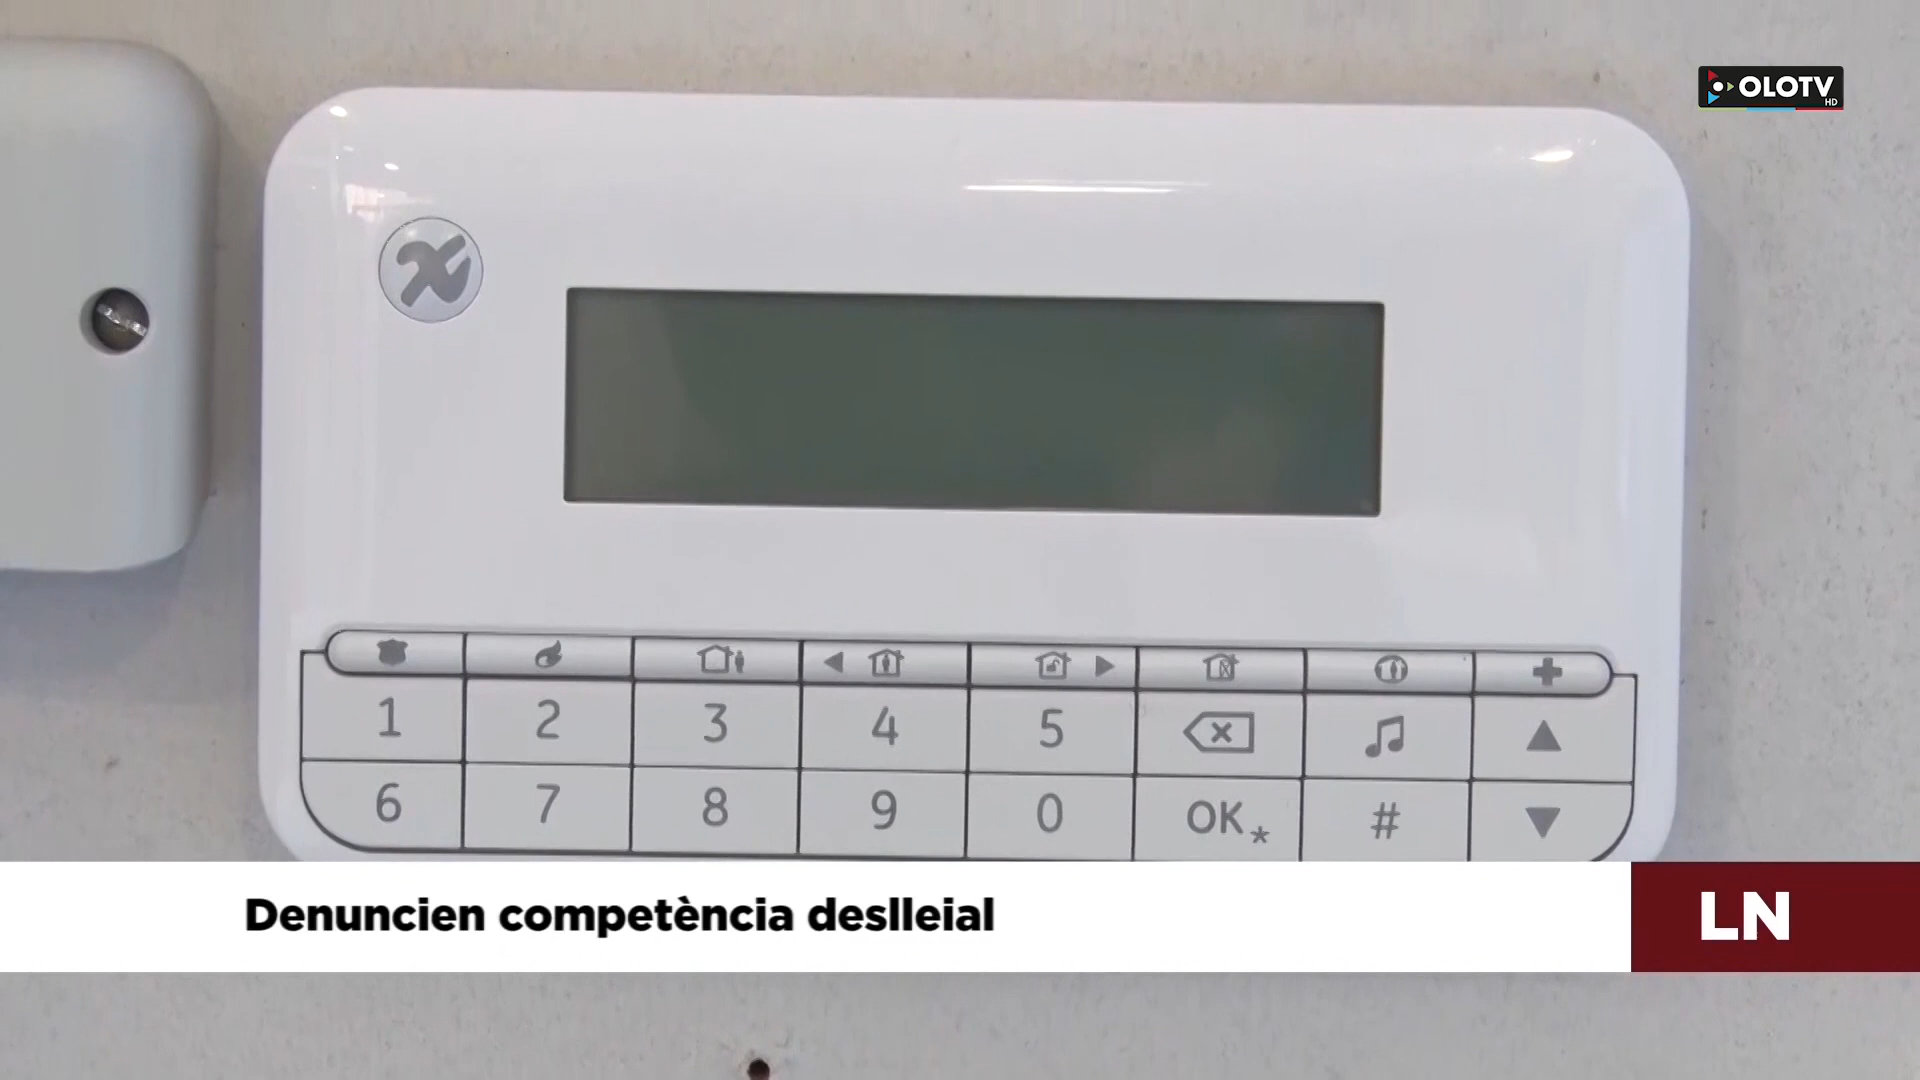 OLOTV
HD
1 2 3 4 5
6 7 8 9 0 OK* #
Denuncien competència deslleial
LN